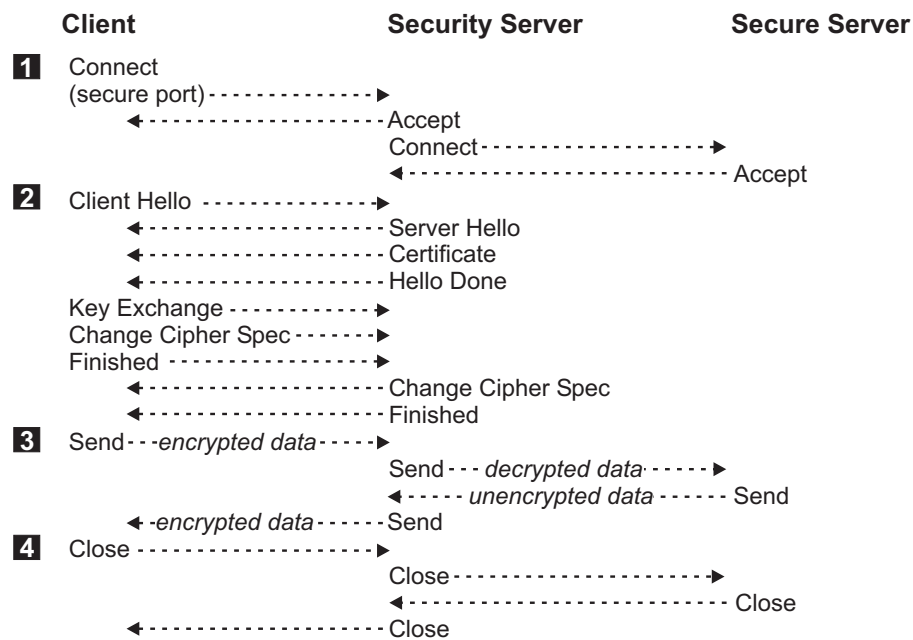 Client Security Server Secure Server
1 Connect
(secure port)
Accept
Connect
Accept
2 Client Hello
Server Hello
Certificate
Hello Done
Key Exchange
Change Cipher Spec
Finished
Change Cipher Spec
Finished
3 Send encrypted data
Send decrypted data
unencrypted data Send
encrypted data Send
4 Close
Close
Close
Close